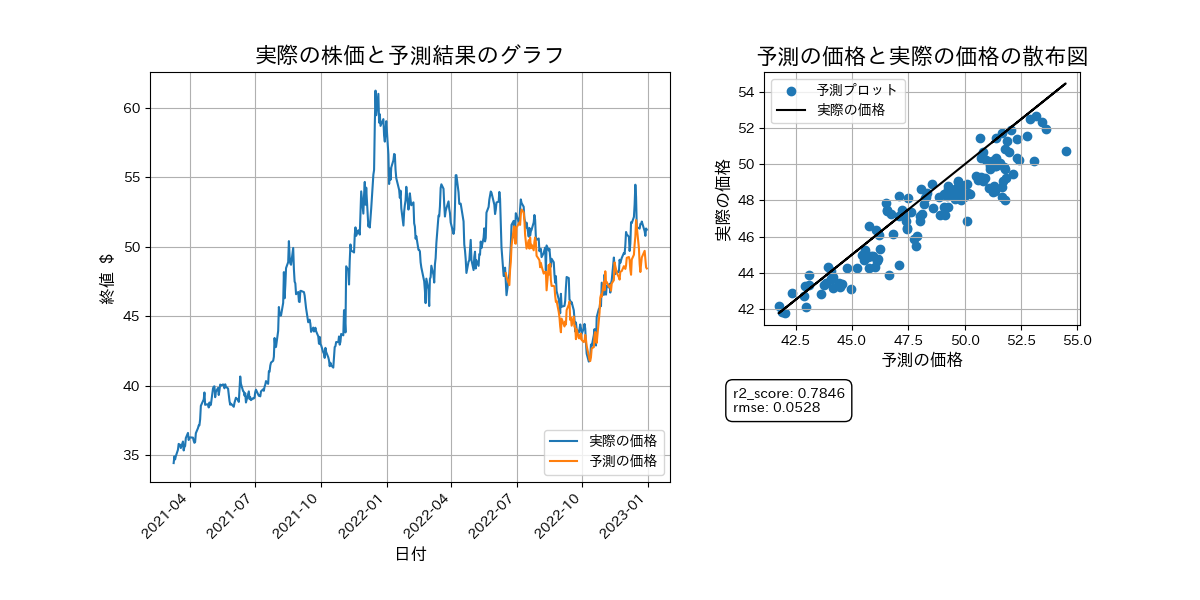 実際の株価と予測結果のグラフ
60
55
50
45
40
35
終値 $
2021-04
2021-07
2021-10
2022-01
2022-04
2022-07
2022-10
2023-01
日付
実際の価格
予測の価格
予測の価格と実際の価格の散布図
予測プロット
実際の価格
54
52
50
48
46
44
42
実際の価格
42.5
45.0
47.5
50.0
52.5
55.0
予測の価格
r2_score: 0.7846
rmse: 0.0528